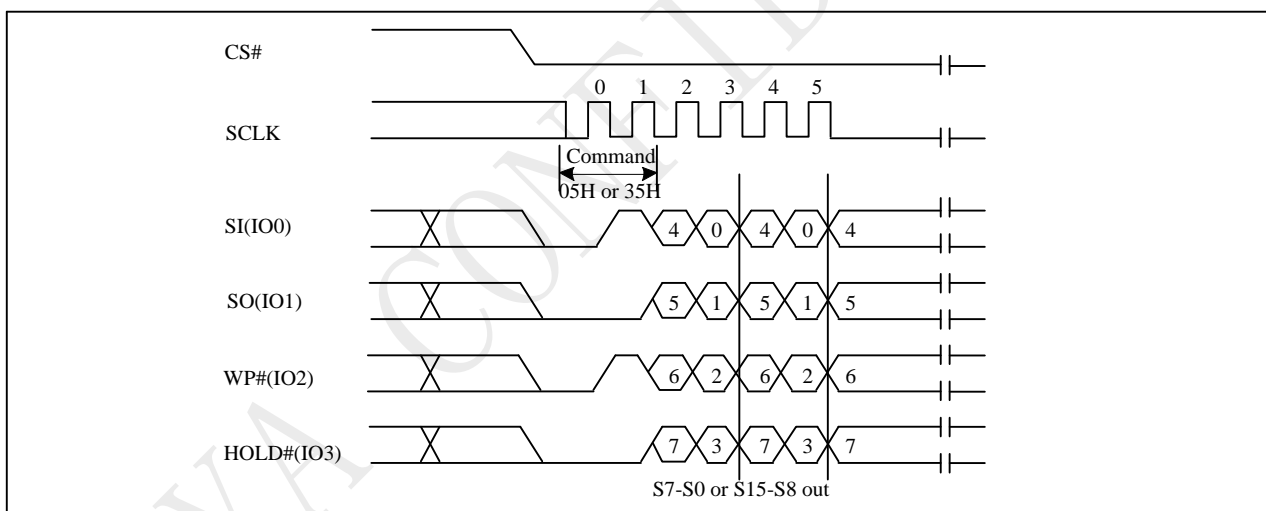 CS#
0 1 2 3 4 5
SCLK
Command
05H or 35H
SI(IO0) 4 0 4 0 4
SO(IO1) 5 1 5 1 5
WP#(IO2) 6 2 6 2 6
HOLD#(IO3) 7 3 7 3 7
S7-S0 or S15-S8 out